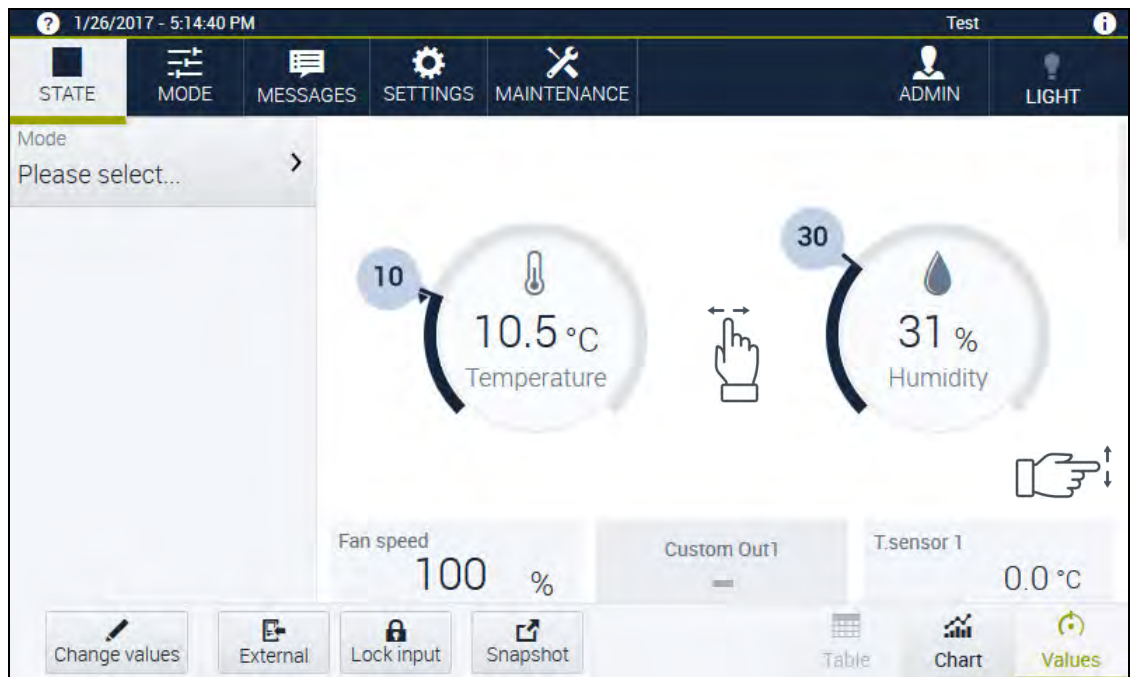 ? 1/26/2017 - 5:14:40 PM Test i
STATE MODE MESSAGES SETTINGS MAINTENANCE ADMIN LIGHT
Mode
Please select...
30
10
10.5 °C 31 %
Temperature Humidity
Fan speed Custom Out1 T.sensor 1
100 % – 0.0 °C
Change values External Lock input Snapshot Table Chart Values